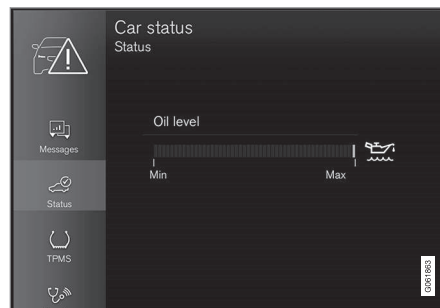 Car status
Status
Messages
Status
TPMS
Oil level
Min Max
G061863